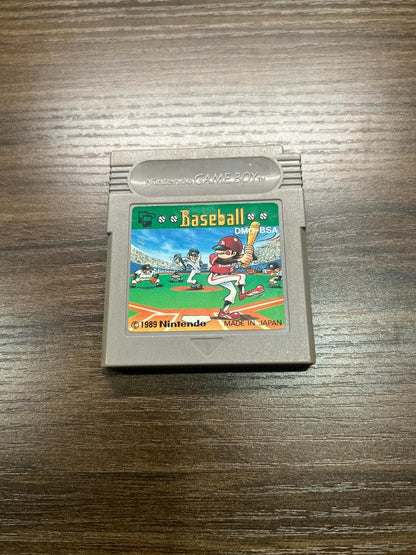 Nintendo GAME BOY
Baseball
DMG-BSA
©1989 Nintendo MADE IN JAPAN